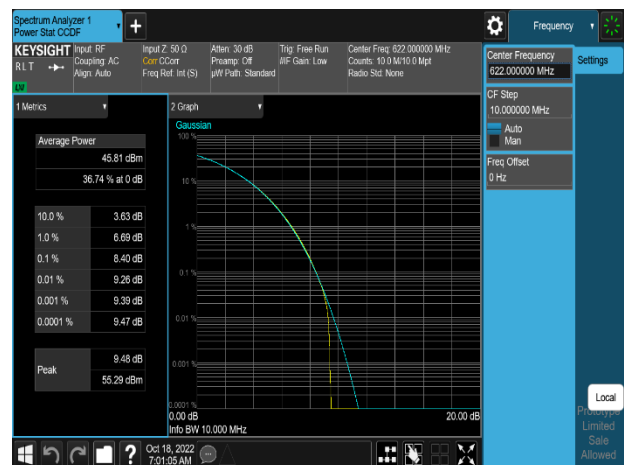 Spectrum Analyzer 1
Power Stat CCDF
Frequency
KEYSIGHT
RLT
LW
Input: RF
Coupling: AC
Align: Auto
Input Z: 50 Ω
Corr CCorr
Freq Ref: Int (S)
Atten: 30 dB
Preamp: Off
µW Path: Standard
Trig: Free Run
#IF Gain: Low
Center Freq: 622.000000 MHz
Counts: 10.0 M/10.0 Mpt
Radio Std: None
Center Frequency
622.000000 MHz
Settings
CF Step
10.000000 MHz
Auto
Man
Freq Offset
0 Hz
1 Metrics
Average Power
45.81 dBm
36.74 % at 0 dB
10.0 % 3.63 dB
1.0 % 6.69 dB
0.1 % 8.40 dB
0.01 % 9.26 dB
0.001 % 9.39 dB
0.0001 % 9.47 dB
Peak
9.48 dB
55.29 dBm
2 Graph
Gaussian
100 %
10 %
1 %
0.1 %
0.01 %
0.001 %
0.0001 %
0.00 dB
20.00 dB
Info BW 10.000 MHz
Local
Prototype
Limited
Sale
Allowed
?
Oct 18, 2022
7:01:05 AM